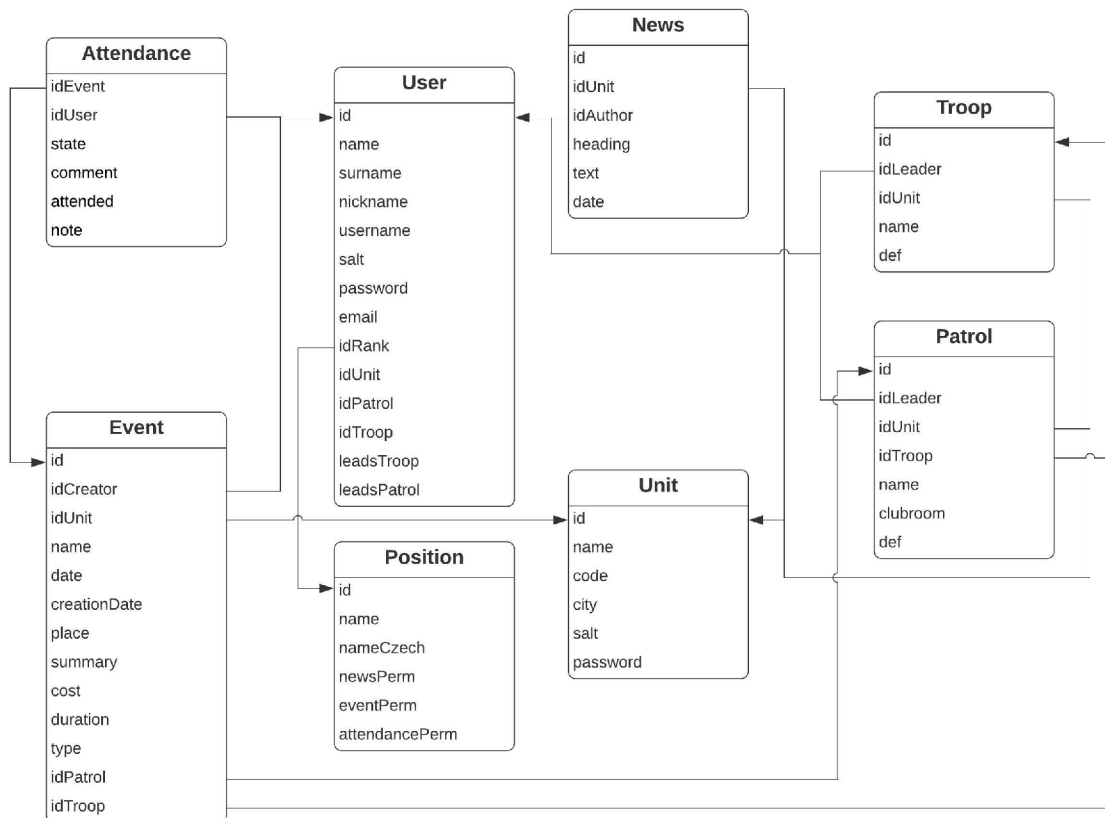 Attendance
idEvent
idUser
state
comment
attended
note
User
id
name
surname
nickname
username
salt
password
email
idRank
idUnit
idPatrol
idTroop
leadsTroop
leadsPatrol
News
id
idUnit
idAuthor
heading
text
date
Troop
id
idLeader
idUnit
name
def
Patrol
id
idLeader
idUnit
idTroop
name
clubroom
def
Event
id
idCreator
idUnit
name
date
creationDate
place
summary
cost
duration
type
idPatrol
idTroop
Position
id
name
nameCzech
newsPerm
eventPerm
attendancePerm
Unit
id
name
code
city
salt
password